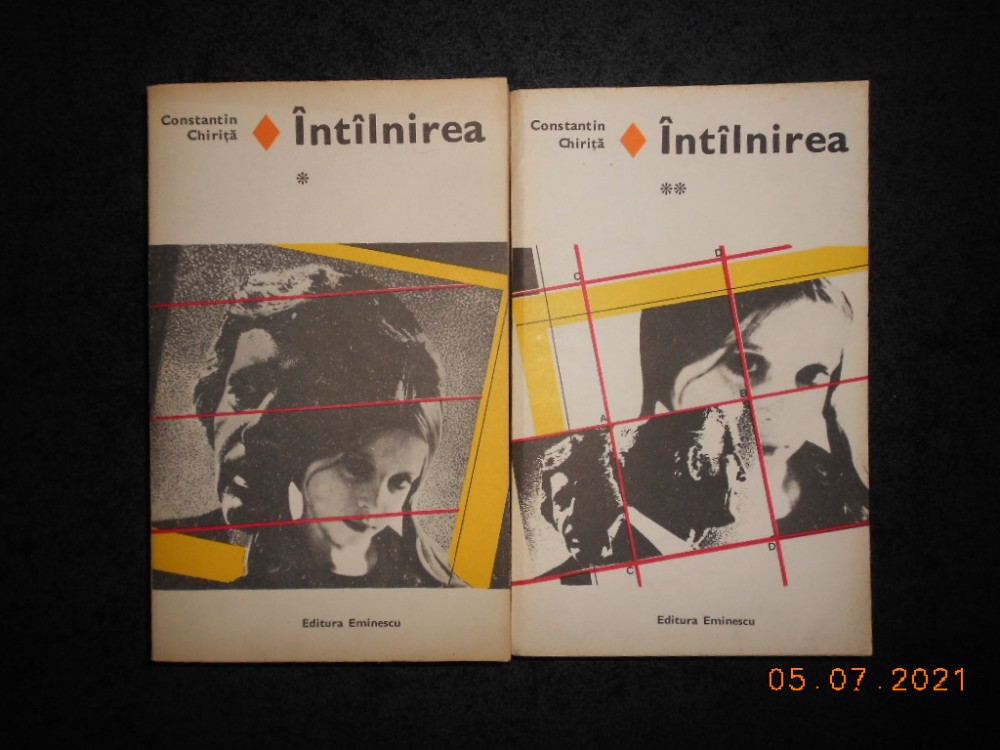 Constantin
Chiriță
Întîlnirea
*
Editura Eminescu
Constantin
Chiriță
Întîlnirea
**
C
D
A
B
C
D
Editura Eminescu
05.07.2021